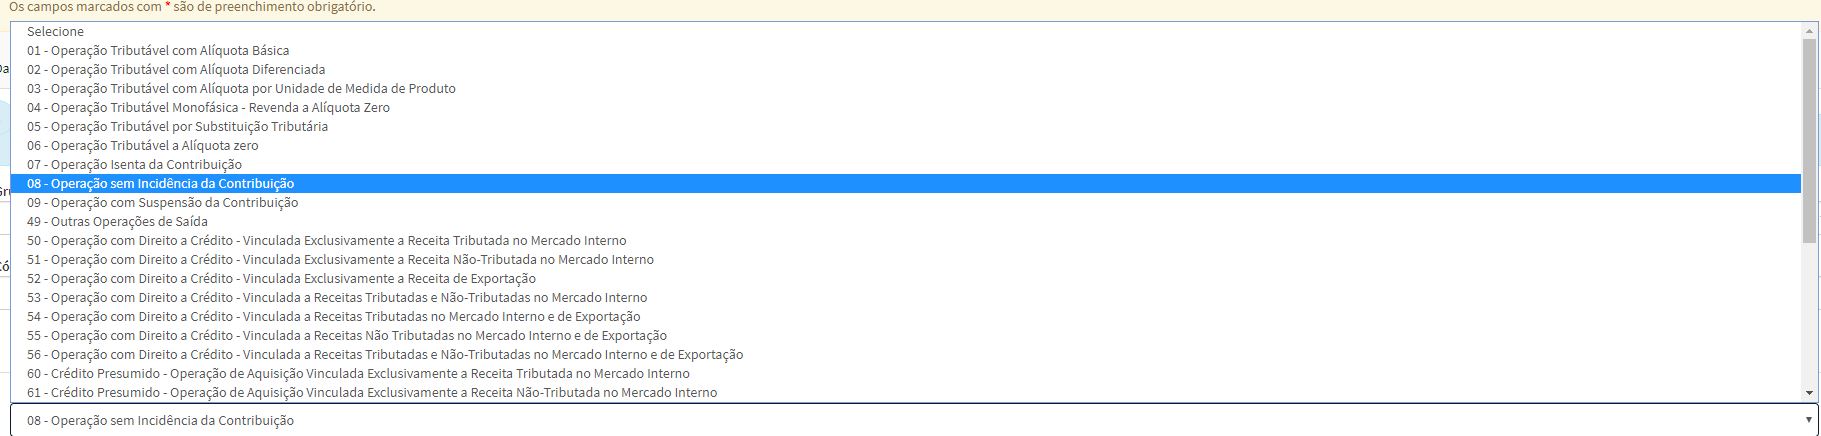 Os campos marcados com * são de preenchimento obrigatório.
Selecione
01 - Operação Tributável com Alíquota Básica
02 - Operação Tributável com Alíquota Diferenciada
03 - Operação Tributável com Alíquota por Unidade de Medida de Produto
04 - Operação Tributável Monofásica - Revenda a Alíquota Zero
05 - Operação Tributável por Substituição Tributária
06 - Operação Tributável a Alíquota zero
07 - Operação Isenta da Contribuição
08 - Operação sem Incidência da Contribuição
09 - Operação com Suspensão da Contribuição
49 - Outras Operações de Saída
50 - Operação com Direito a Crédito - Vinculada Exclusivamente a Receita Tributada no Mercado Interno
51 - Operação com Direito a Crédito - Vinculada Exclusivamente a Receita Não-Tributada no Mercado Interno
52 - Operação com Direito a Crédito - Vinculada Exclusivamente a Receita de Exportação
53 - Operação com Direito a Crédito - Vinculada a Receitas Tributadas e Não-Tributadas no Mercado Interno
54 - Operação com Direito a Crédito - Vinculada a Receitas Tributadas no Mercado Interno e de Exportação
55 - Operação com Direito a Crédito - Vinculada a Receitas Não Tributadas no Mercado Interno e de Exportação
56 - Operação com Direito a Crédito - Vinculada a Receitas Tributadas e Não-Tributadas no Mercado Interno e de Exportação
60 - Crédito Presumido - Operação de Aquisição Vinculada Exclusivamente a Receita Tributada no Mercado Interno
61 - Crédito Presumido - Operação de Aquisição Vinculada Exclusivamente a Receita Não-Tributada no Mercado Interno
08 - Operação sem Incidência da Contribuição